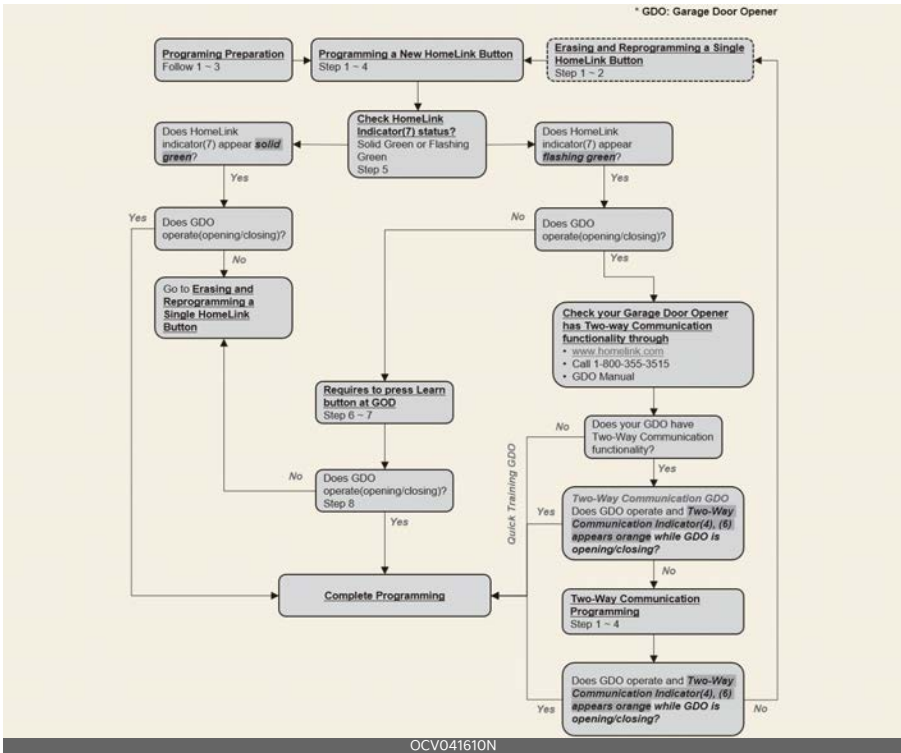 * GDO: Garage Door Opener
Programing Preparation
Follow 1 ~ 3
Programming a New HomeLink Button
Step 1 ~ 4
Erasing and Reprogramming a Single
HomeLink Button
Step 1 ~ 2
Does HomeLink
indicator(7) appear solid
green?
Check HomeLink
Indicator(7) status?
Solid Green or Flashing
Green
Step 5
Does HomeLink
indicator(7) appear
flashing green?
Yes
Yes
Yes
Does GDO
operate(opening/closing)?
No
Does GDO
operate(opening/closing)?
No
Yes
Go to Erasing and
Reprogramming a
Single HomeLink
Button
Check your Garage Door Opener
has Two-way Communication
functionality through
• www.homelink.com
• Call 1-800-355-3515
• GDO Manual
Requires to press Learn
button at GOD
Step 6 ~ 7
No
Does your GDO have
Two-Way Communication
functionality?
Yes
No
Does GDO
operate(opening/closing)?
Step 8
Yes
Quick Training GDO
Yes
Two-Way Communication GDO
Does GDO operate and Two-Way
Communication Indicator(4), (6)
appears orange while GDO is
opening/closing?
No
Complete Programming
Two-Way Communication
Programming
Step 1 ~ 4
Yes
Does GDO operate and Two-Way
Communication Indicator(4), (6)
appears orange while GDO is
opening/closing?
No
OCV041610N